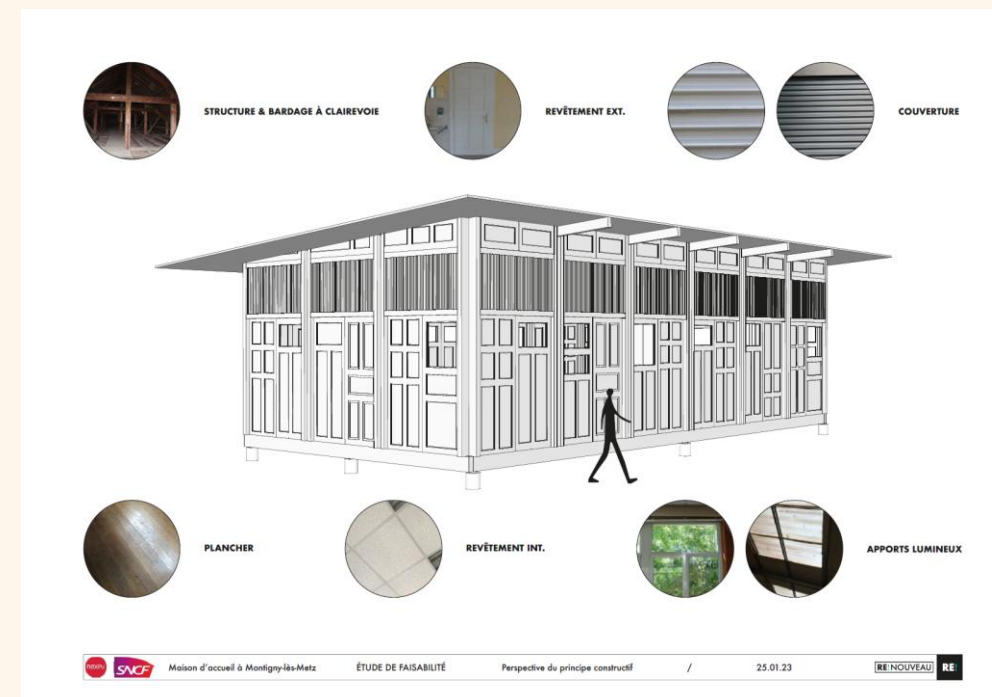 STRUCTURE & BARDAGE À CLAIREVOIE
REVÊTEMENT EXT.
COUVERTURE
PLANCHER
REVÊTEMENT INT.
APPORTS LUMINEUX
nexity SNCF Maison d'accueil à Montigny-lès-Metz ÉTUDE DE FAISABILITÉ Perspective du principe constructif / 25.01.23 RE!NOUVEAU RE!